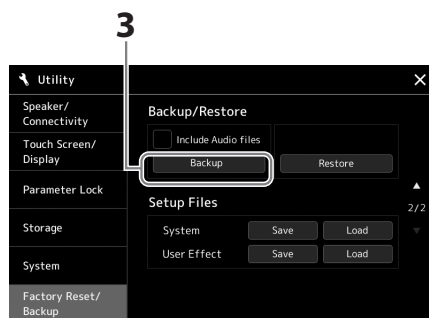 3
Utility
×
Speaker/
Connectivity
Touch Screen/
Display
Parameter Lock
Storage
System
Factory Reset/
Backup
Backup/Restore
Include Audio files
Backup Restore
Setup Files
System Save Load
User Effect Save Load
▲
2/2
▼